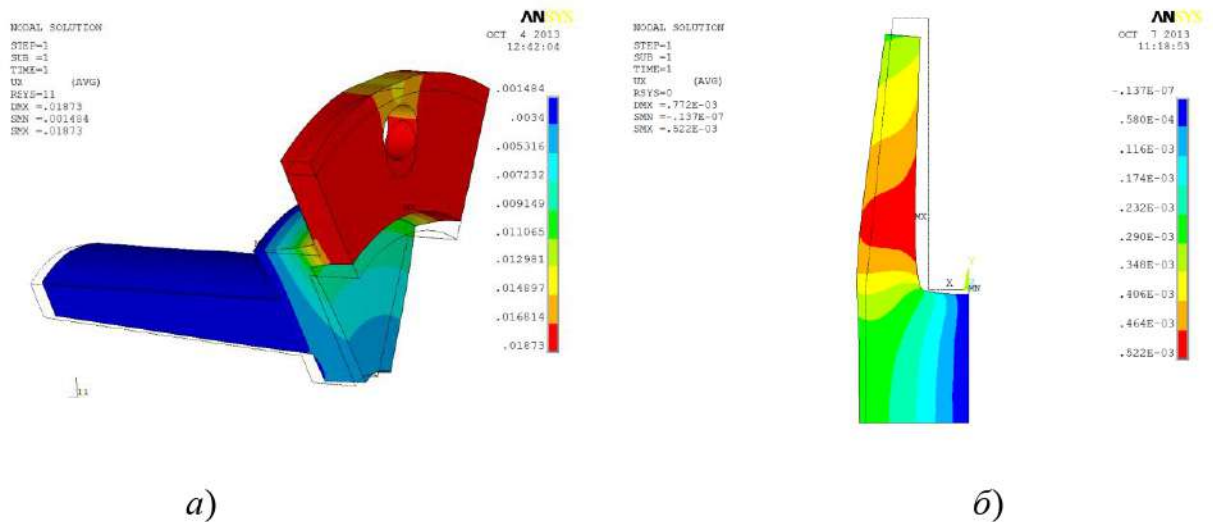 NODAL SOLUTION
STEP=1
SUB =1
TIME=1
UX (AVG)
RSYS=11
DMX =.01873
SMN =.001484
SMX =.01873
ANSYS
OCT 4 2013
12:42:04
.001484
.0034
.005316
.007232
.009149
.011065
.012981
.014897
.016814
.01873
11
а)
NODAL SOLUTION
STEP=1
SUB =1
TIME=1
UX (AVG)
RSYS=0
DMX =.772E-03
SMN =-.137E-07
SMX =.522E-03
ANSYS
OCT 7 2013
11:18:53
-.137E-07
.580E-04
.116E-03
.174E-03
.232E-03
.290E-03
.348E-03
.406E-03
.464E-03
.522E-03
MX
Y
X
MN
б)